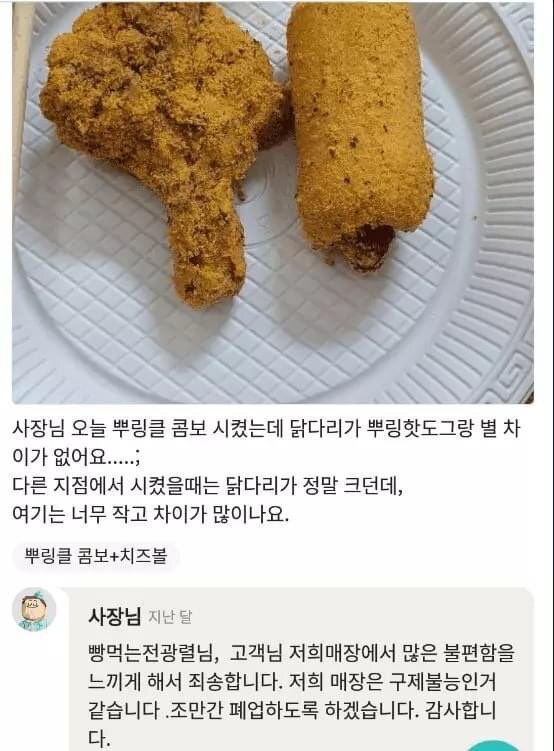 사장님 오늘 뿌링클 콤보 시켰는데 닭다리가 뿌링핫도그랑 별 차
이가 없어요.....;
다른 지점에서 시켰을때는 닭다리가 정말 크던데,
여기는 너무 작고 차이가 많이나요.
뿌링클 콤보+치즈볼
사장님 지난 달
빵먹는전광렬님, 고객님 저희매장에서 많은 불편함을
느끼게 해서 죄송합니다. 저희 매장은 구제불능인거
같습니다 .조만간 폐업하도록 하겠습니다. 감사합니
다.